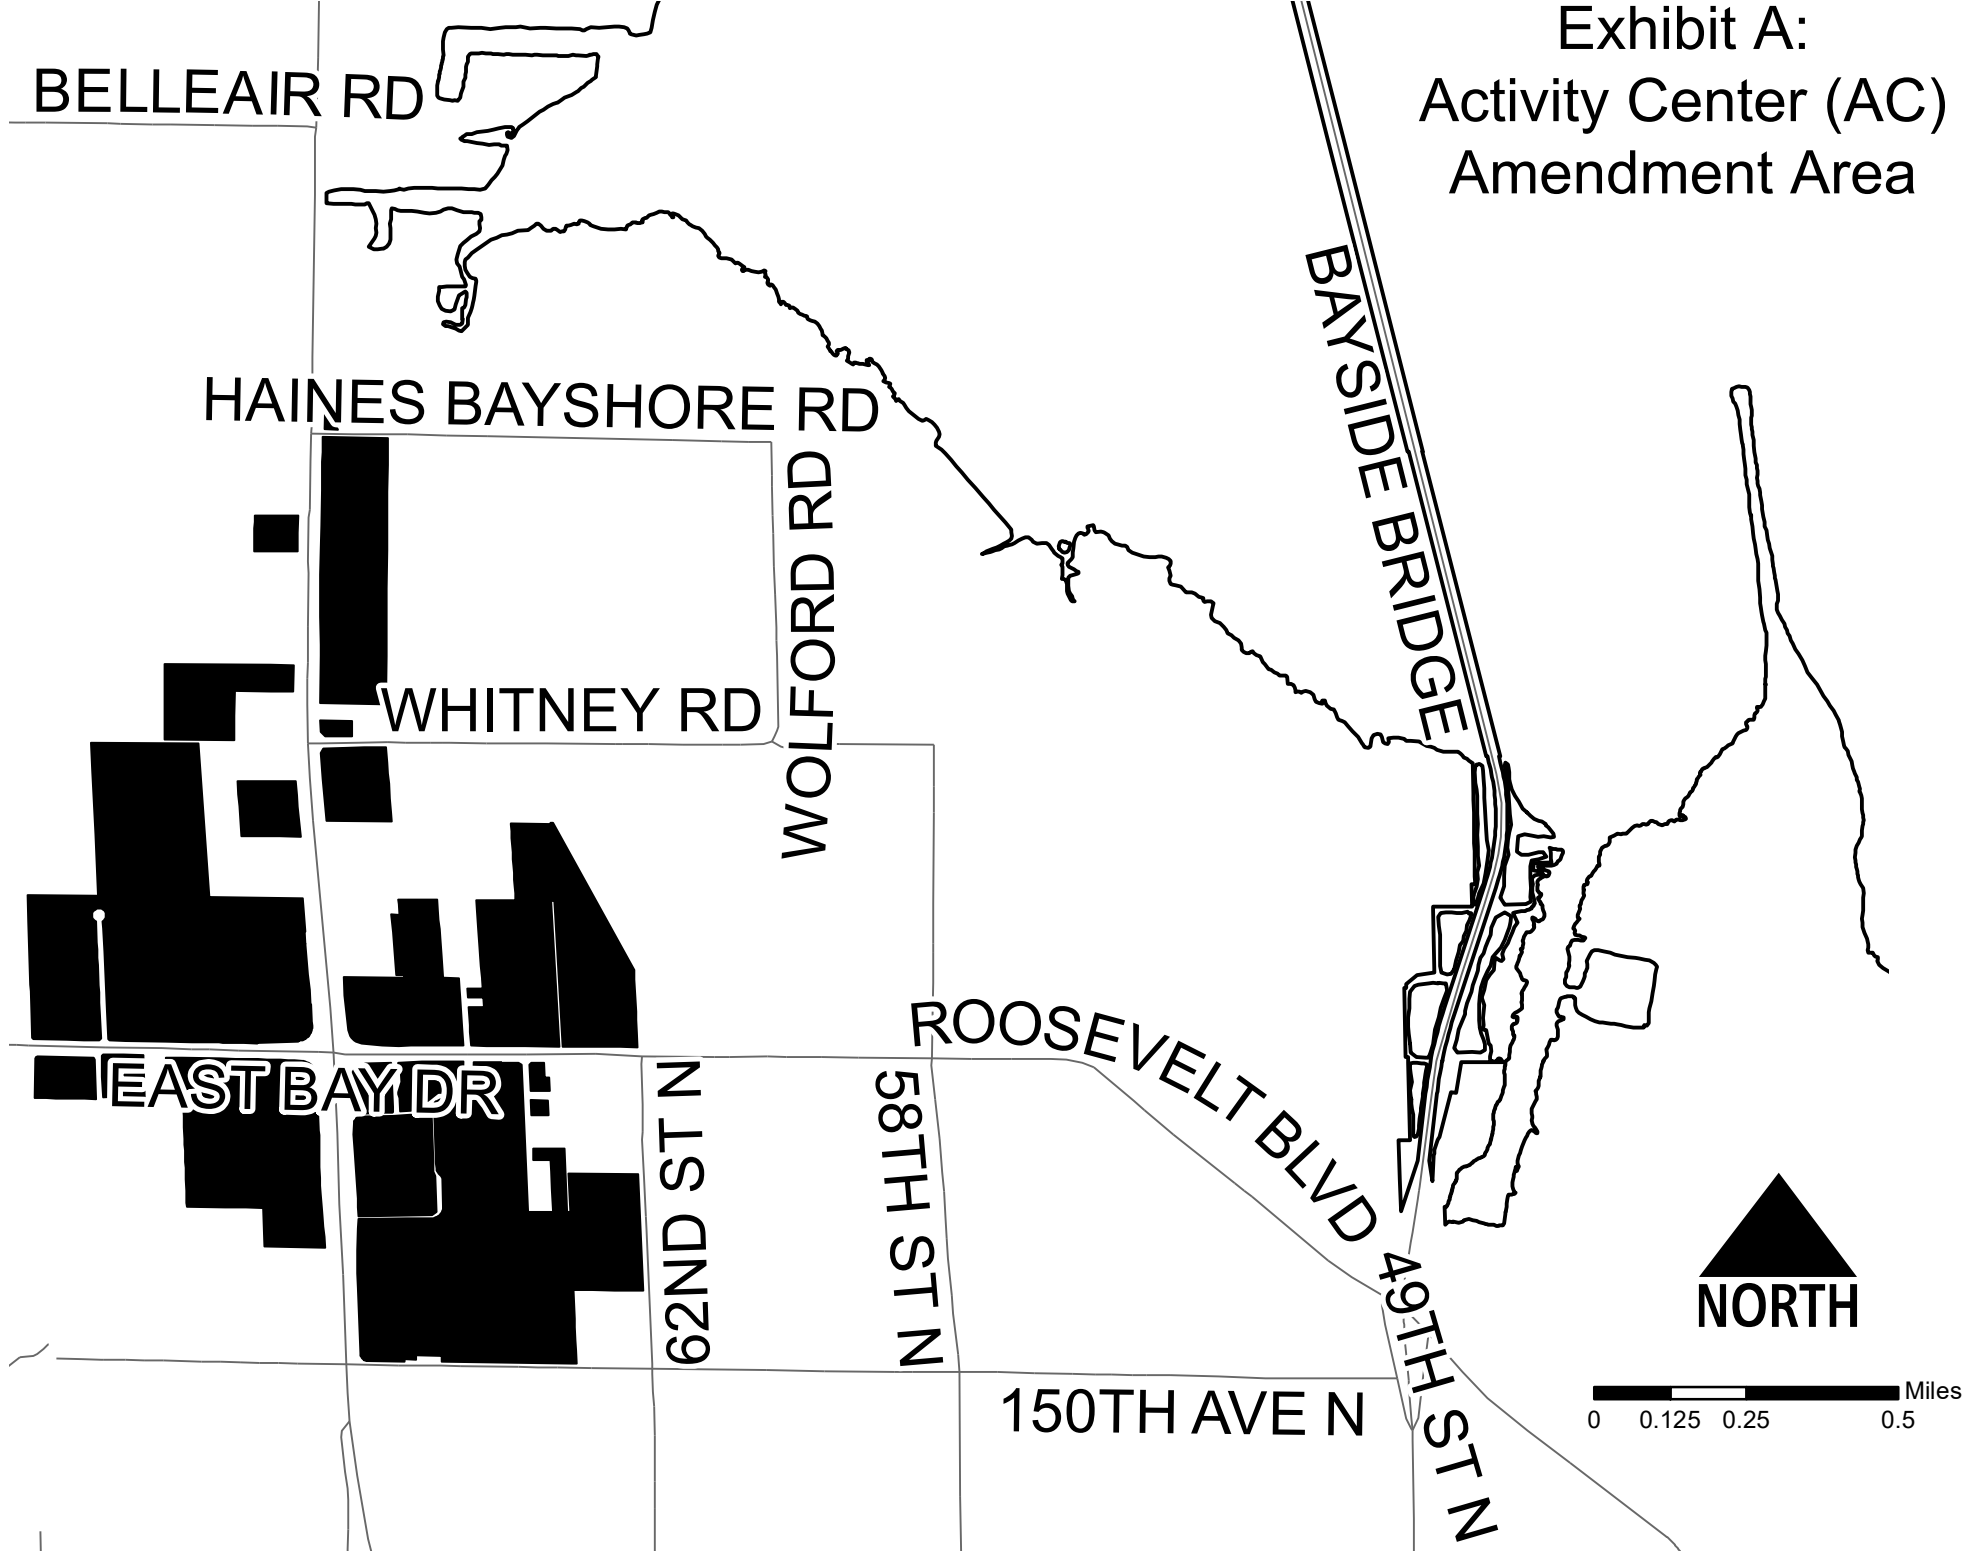 Exhibit A:
Activity Center (AC)
Amendment Area
BELLEAIR RD
HAINES BAYSHORE RD
BAYSIDE BRIDGE
WOLFORD RD
WHITNEY RD
ROOSEVELT BLVD
EAST BAY DR
62ND ST N
58TH ST N
49TH ST N
150TH AVE N
NORTH
Miles
0 0.125 0.25 0.5